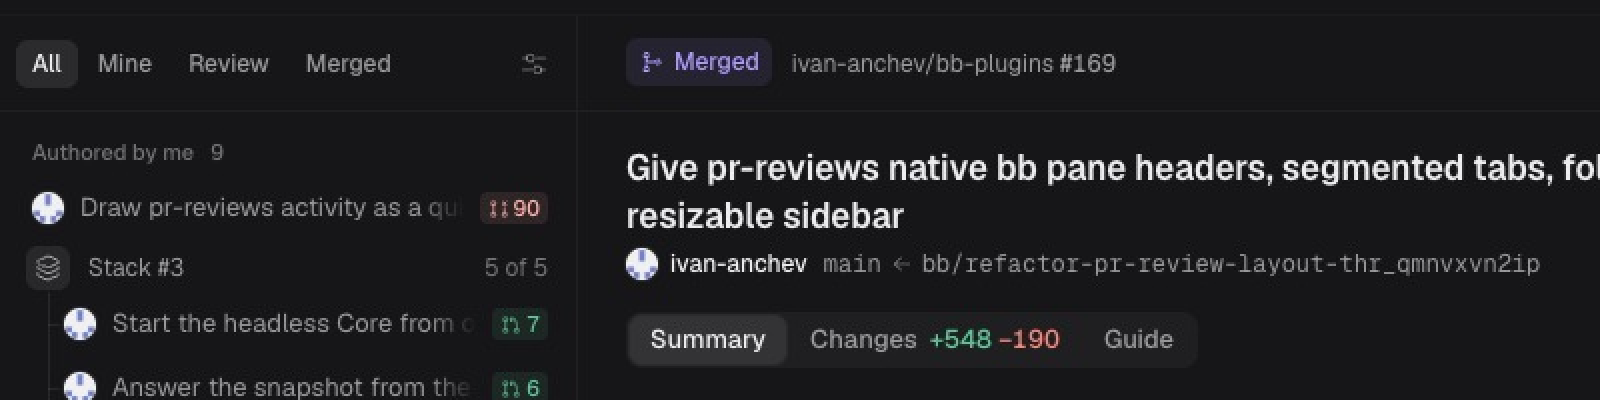 All Mine Review Merged
Authored by me 9
Draw pr-reviews activity as a 90
Stack #3 5 of 5
Start the headless Core from 7
Answer the snapshot from the 6
Merged ivan-anchev/bb-plugins #169
Give pr-reviews native bb pane headers, segmented tabs,
resizable sidebar
ivan-anchev main ← bb/refactor-pr-review-layout-thr_qmnvxvn2ip
Summary Changes +548 −190 Guide